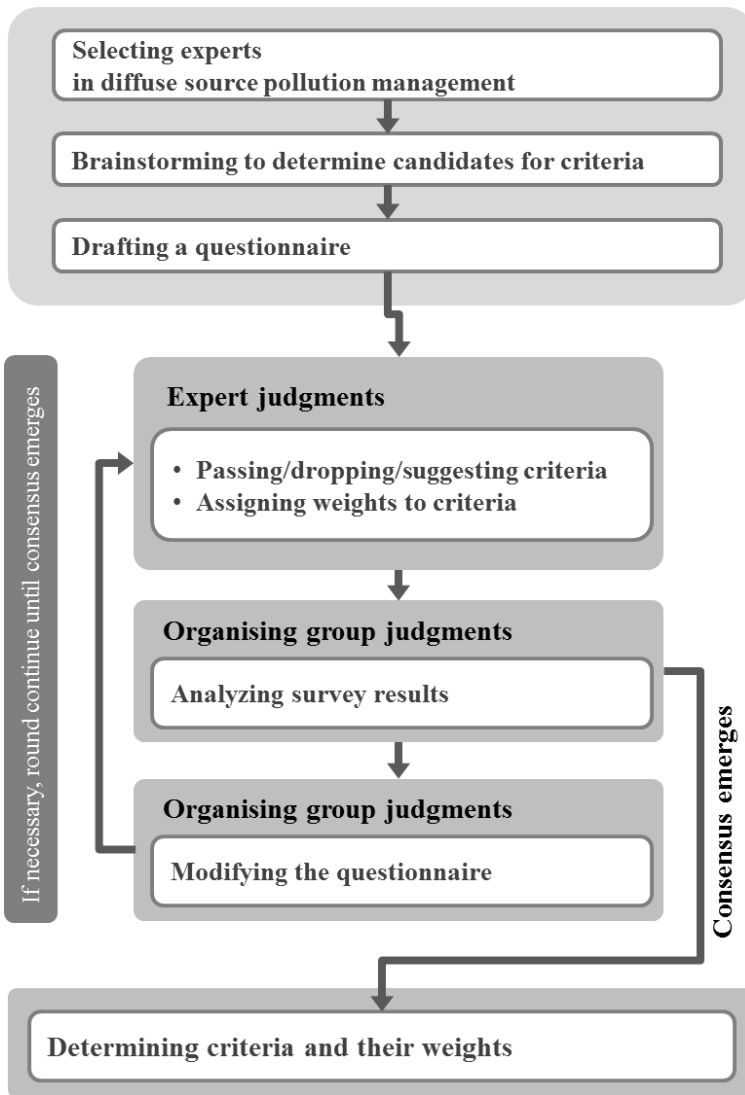 Selecting experts
in diffuse source pollution management
Brainstorming to determine candidates for criteria
Drafting a questionnaire
If necessary, round continue until consensus emerges
Expert judgments
• Passing/dropping/suggesting criteria
• Assigning weights to criteria
Organising group judgments
Analyzing survey results
Organising group judgments
Modifying the questionnaire
Consensus emerges
Determining criteria and their weights